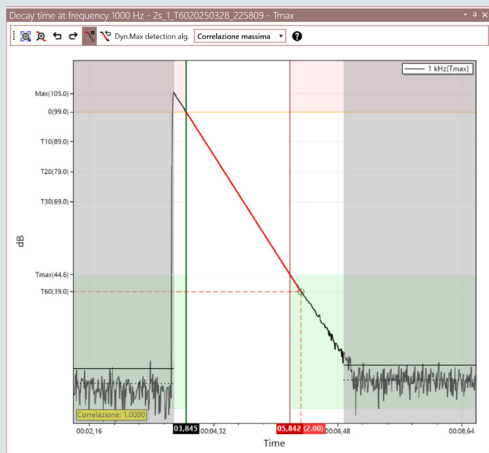 Decay time at frequency 1000 Hz - 2s_1_T6020250328_225809 - Tmax
Dyn.Max detection alg. Correlazione massima
1 kHz(Tmax)
Max(105.0)
0(99.0)
T10(89.0)
T20(79.0)
T30(69.0)
dB
Tmax(44.6)
T60(39.0)
Correlazione: 1,0000
00:02,16 03,845 00:04,32 05,842 (2.00) 00:06,48 00:08,64
Time